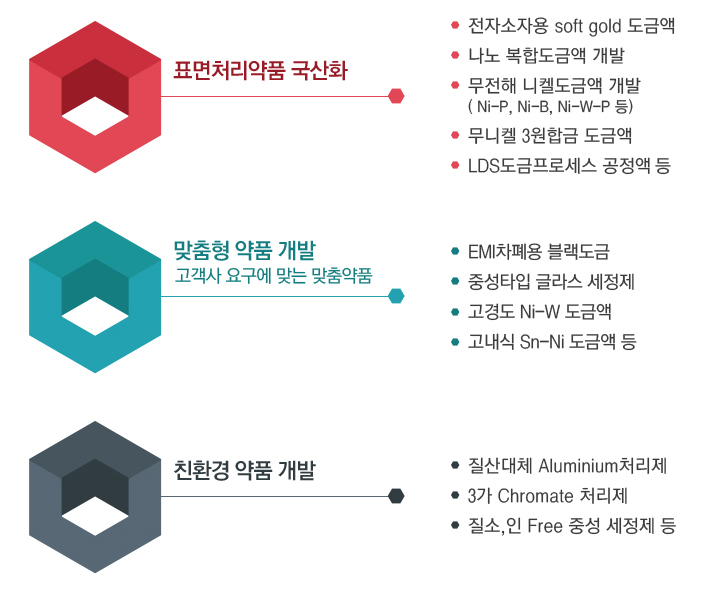 표면처리약품 국산화
전자소자용 soft gold 도금액
나노 복합도금액 개발
무전해 니켈도금액 개발
( Ni-P, Ni-B, Ni-W-P 등)
무니켈 3원합금 도금액
LDS도금프로세스 공정액 등
맞춤형 약품 개발
고객사 요구에 맞는 맞춤약품
EMI차폐용 블랙도금
중성타입 글라스 세정제
고경도 Ni-W 도금액
고내식 Sn-Ni 도금액 등
친환경 약품 개발
질산대체 Aluminium처리제
3가 Chromate 처리제
질소,인 Free 중성 세정제 등